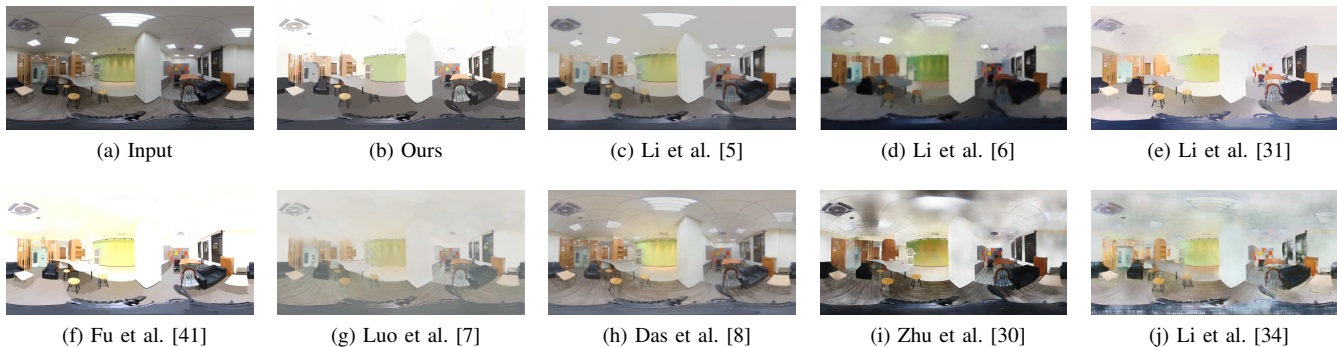 (a) Input
(b) Ours
(c) Li et al. [5]
(d) Li et al. [6]
(e) Li et al. [31]
(f) Fu et al. [41]
(g) Luo et al. [7]
(h) Das et al. [8]
(i) Zhu et al. [30]
(j) Li et al. [34]